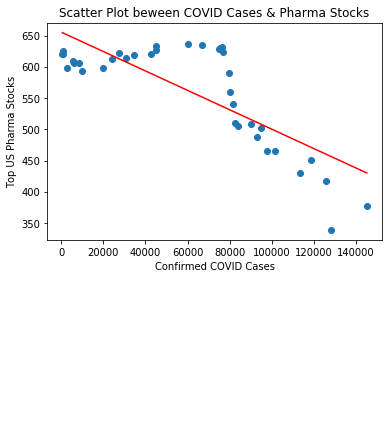 Scatter Plot beween COVID Cases & Pharma Stocks
650
600
550
500
450
400
350
Top US Pharma Stocks
0 20000 40000 60000 80000 100000 120000 140000
Confirmed COVID Cases